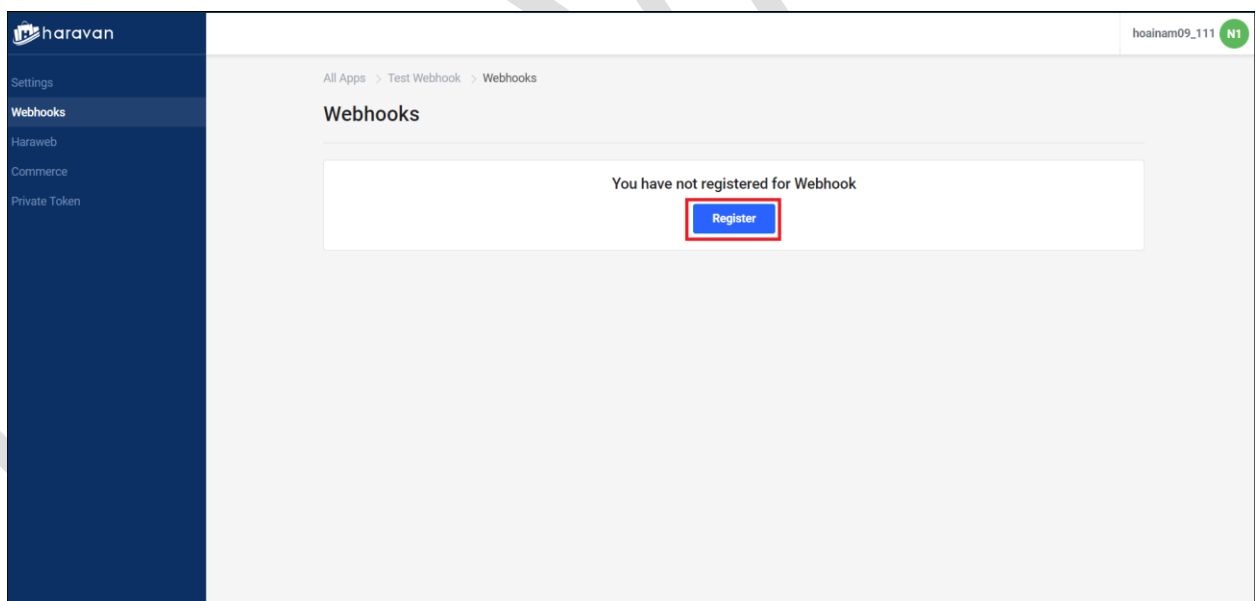 haravan
hoainam09_111 N1
Settings
Webhooks
Haraweb
Commerce
Private Token
All Apps > Test Webhook > Webhooks
Webhooks
You have not registered for Webhook
Register